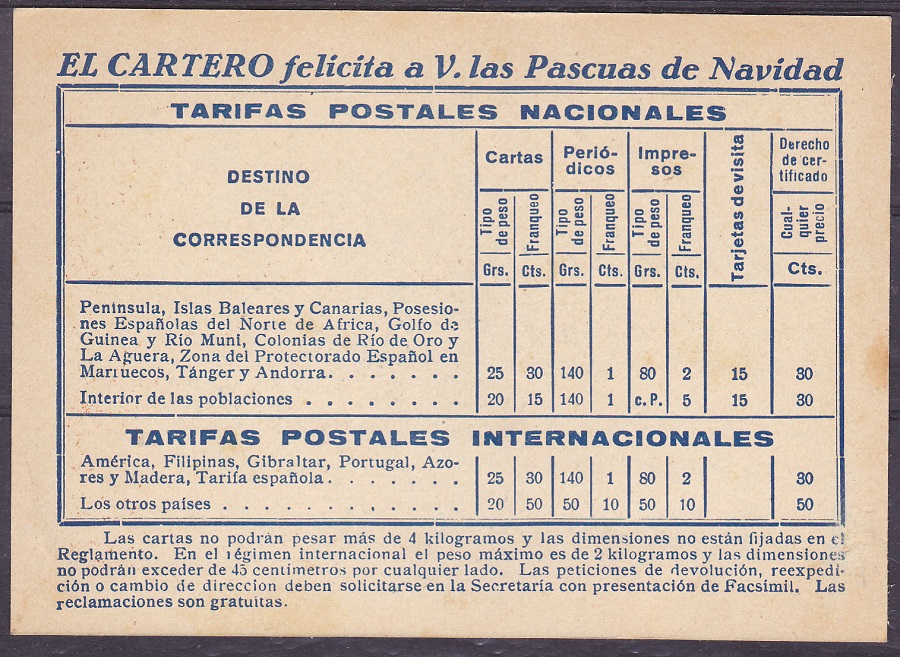 EL CARTERO felicita a V. las Pascuas de Navidad
TARIFAS POSTALES NACIONALES
DESTINO
DE LA
CORRESPONDENCIA
Cartas
Perió-
dicos
Impre-
sos
Tarjetas de visita
Derecho
de cer-
tificado
Tipo
de peso
Franqueo
Tipo
de peso
Franqueo
Tipo
de peso
Franqueo
Cual-
quier
precio
Grs. Cts. Grs. Cts. Grs. Cts. Cts.
Península, Islas Baleares y Canarias, Posesio-
nes Españolas del Norte de Africa, Golfo de
Guinea y Río Muni, Colonias de Río de Oro y
La Aguera, Zona del Protectorado Español en
Marruecos, Tánger y Andorra. . . . . . . 25 30 140 1 80 2 15 30
Interior de las poblaciones . . . . . . . . 20 15 140 1 c. P. 5 15 30
TARIFAS POSTALES INTERNACIONALES
América, Filipinas, Gibraltar, Portugal, Azo-
res y Madera, Tarifa española. . . . . . . 25 30 140 1 80 2 30
Los otros países . . . . . . . . . . . . 20 50 50 10 50 10 50
Las cartas no podrán pesar más de 4 kilogramos y las dimensiones no están fijadas en el
Reglamento. En el régimen internacional el peso máximo es de 2 kilogramos y las dimensiones
no podrán exceder de 45 centímetros por cualquier lado. Las peticiones de devolución, reexpedi-
ción o cambio de direccion deben solicitarse en la Secretaría con presentación de Facsimil. Las
reclamaciones son gratuitas.